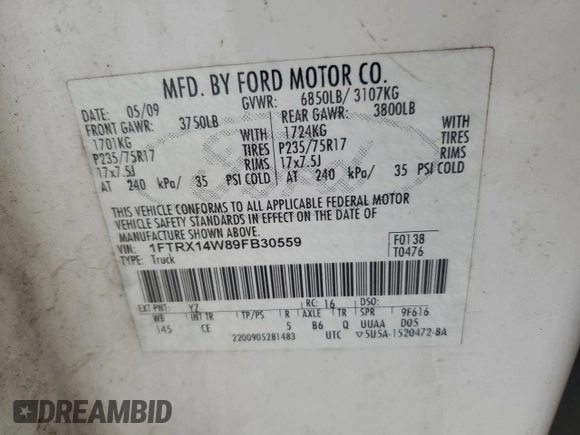 MFD. BY FORD MOTOR CO.
DATE: 05/09 GVWR: 6850LB/ 3107KG
FRONT GAWR: 3750LB REAR GAWR: 3800LB
1701KG WITH 1724KG WITH
P235/75R17 TIRES P235/75R17 TIRES
17x7.5J RIMS 17x7.5J RIMS
AT 240 kPa/ 35 PSI COLD AT 240 kPa/ 35 PSI COLD
THIS VEHICLE CONFORMS TO ALL APPLICABLE FEDERAL MOTOR
VEHICLE SAFETY STANDARDS IN EFFECT ON THE DATE OF
MANUFACTURE SHOWN ABOVE.
VIN: 1FTRX14W89FB30559 F0138
TYPE: Truck T0476
EXT PNT: YZ RC: 16 DSO:
WB INT TR TP/PS R AXLE TR SPR 9F616
145 CE 5 B6 Q UUAA D05
2200905281483 UTC ▽5U5A-1520472-BA
DREAMBID